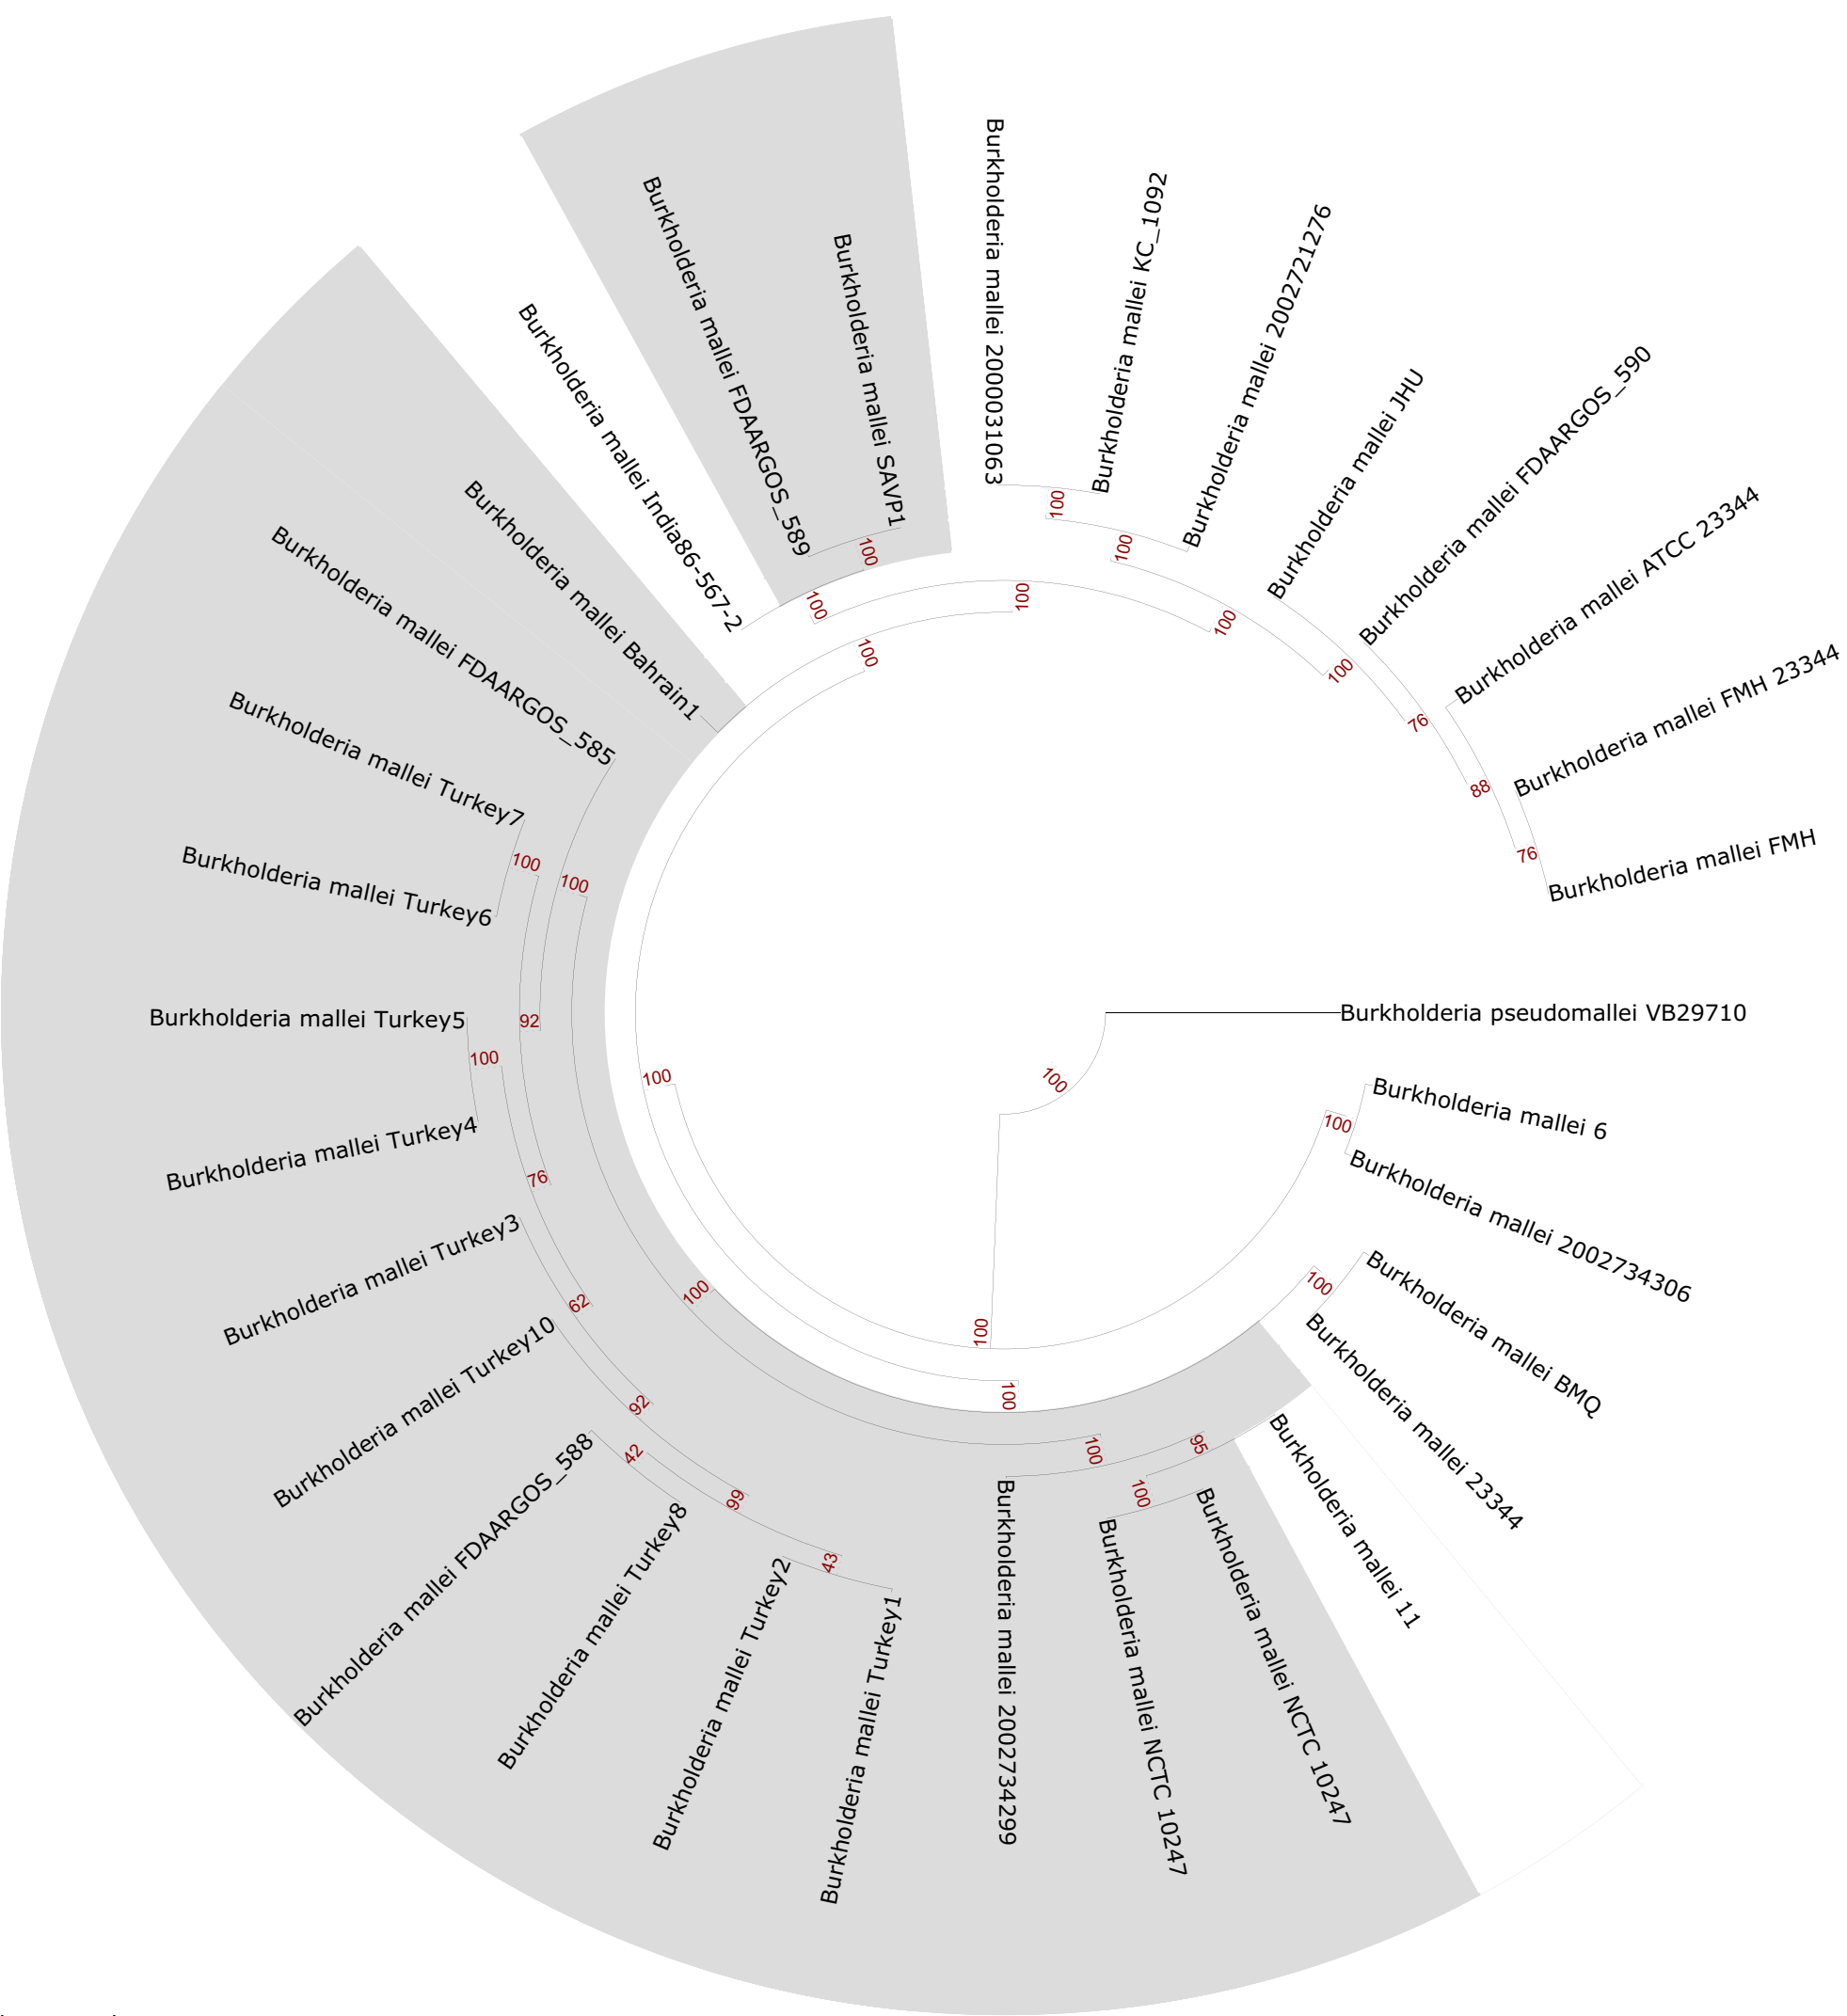 Burkholderia mallei 2000031063
Burkholderia mallei KC_1092
Burkholderia mallei 2002721276
Burkholderia mallei JHU
Burkholderia mallei FDAARGOS_590
Burkholderia mallei ATCC 23344
Burkholderia mallei FMH 23344
Burkholderia mallei FMH
Burkholderia pseudomallei VB29710
Burkholderia mallei 6
Burkholderia mallei 2002734306
Burkholderia mallei BMQ
Burkholderia mallei 23344
Burkholderia mallei 11
Burkholderia mallei NCTC 10247
Burkholderia mallei NCTC 10247
Burkholderia mallei 2002734299
Burkholderia mallei Turkey1
Burkholderia mallei Turkey2
Burkholderia mallei Turkey8
Burkholderia mallei FDAARGOS_588
Burkholderia mallei Turkey10
Burkholderia mallei Turkey3
Burkholderia mallei Turkey4
Burkholderia mallei Turkey5
Burkholderia mallei Turkey6
Burkholderia mallei Turkey7
Burkholderia mallei FDAARGOS_585
Burkholderia mallei Bahrain1
Burkholderia mallei India86-567-2
Burkholderia mallei FDAARGOS_589
Burkholderia mallei SAVP1
100
100
100
100
76
88
76
100
100
100
100
100
100
100
100
100
100
100
95
100
100
100
100
92
100
76
62
92
42
99
43